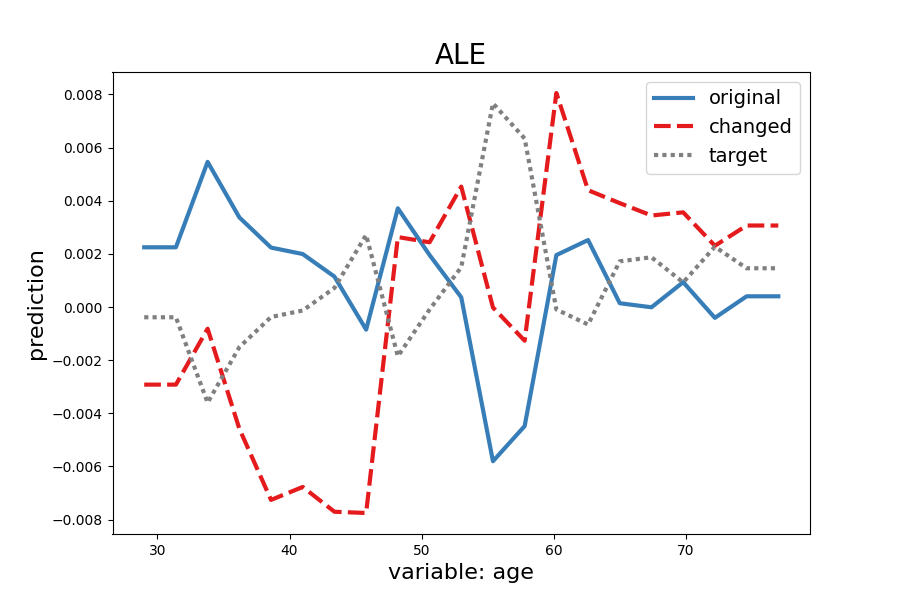 ALE
original
changed
target
0.008
0.006
0.004
0.002
0.000
−0.002
−0.004
−0.006
−0.008
prediction
30 40 50 60 70
variable: age